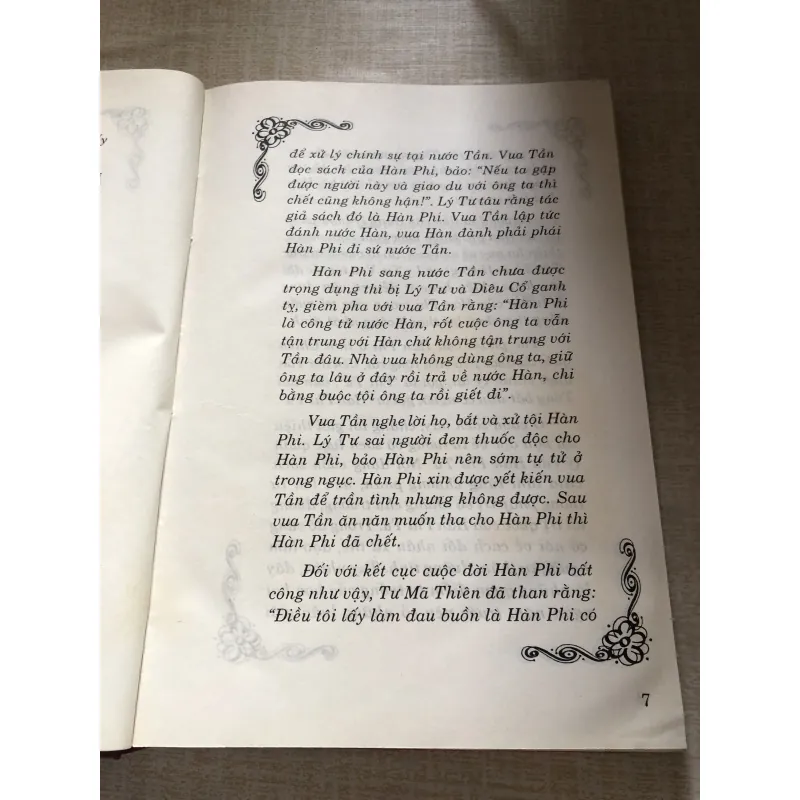 để xử lý chính sự tại nước Tần. Vua Tần
đọc sách của Hàn Phi, bảo: “Nếu ta gặp
được người này và giao du với ông ta thì
chết cũng không hận!”. Lý Tư tâu rằng tác
giả sách đó là Hàn Phi. Vua Tần lập tức
đánh nước Hàn, vua Hàn đành phải phái
Hàn Phi đi sứ nước Tần.
Hàn Phi sang nước Tần chưa được
trọng dụng thì bị Lý Tư và Diêu Cổ ganh
tỵ, gièm pha với vua Tần rằng: “Hàn Phi
là công tử nước Hàn, rốt cuộc ông ta vẫn
tận trung với Hàn chứ không tận trung với
Tần đâu. Nhà vua không dùng ông ta, giữ
ông ta lâu ở đây rồi trả về nước Hàn, chi
bằng buộc tội ông ta rồi giết đi”.
Vua Tần nghe lời họ, bắt và xử tội Hàn
Phi. Lý Tư sai người đem thuốc độc cho
Hàn Phi, bảo Hàn Phi nên sớm tự tử ở
trong ngục. Hàn Phi xin được yết kiến vua
Tần để trần tình nhưng không được. Sau
vua Tần ăn năn muốn tha cho Hàn Phi thì
Hàn Phi đã chết.
Đối với kết cục cuộc đời Hàn Phi bất
công như vậy, Tư Mã Thiên đã than rằng:
“Điều tôi lấy làm đau buồn là Hàn Phi có
7